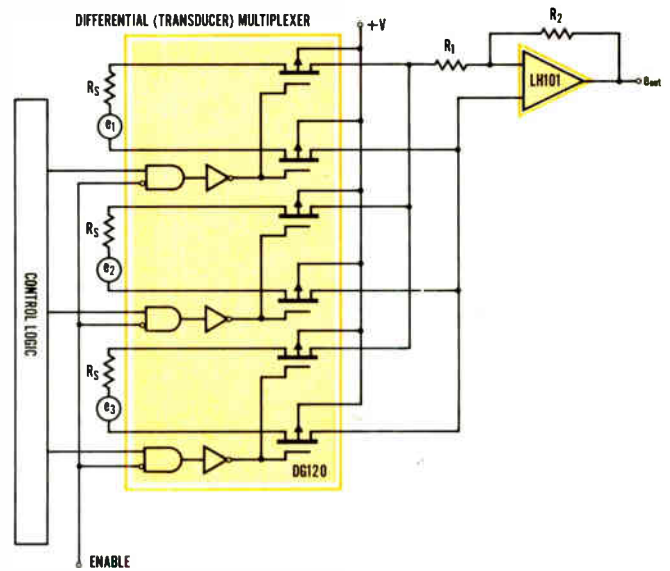 DIFFERENTIAL (TRANSDUCER) MULTIPLEXER
+V
R1
R2
LH101
eout
RS
e1
RS
e2
RS
e3
CONTROL LOGIC
DG120
ENABLE